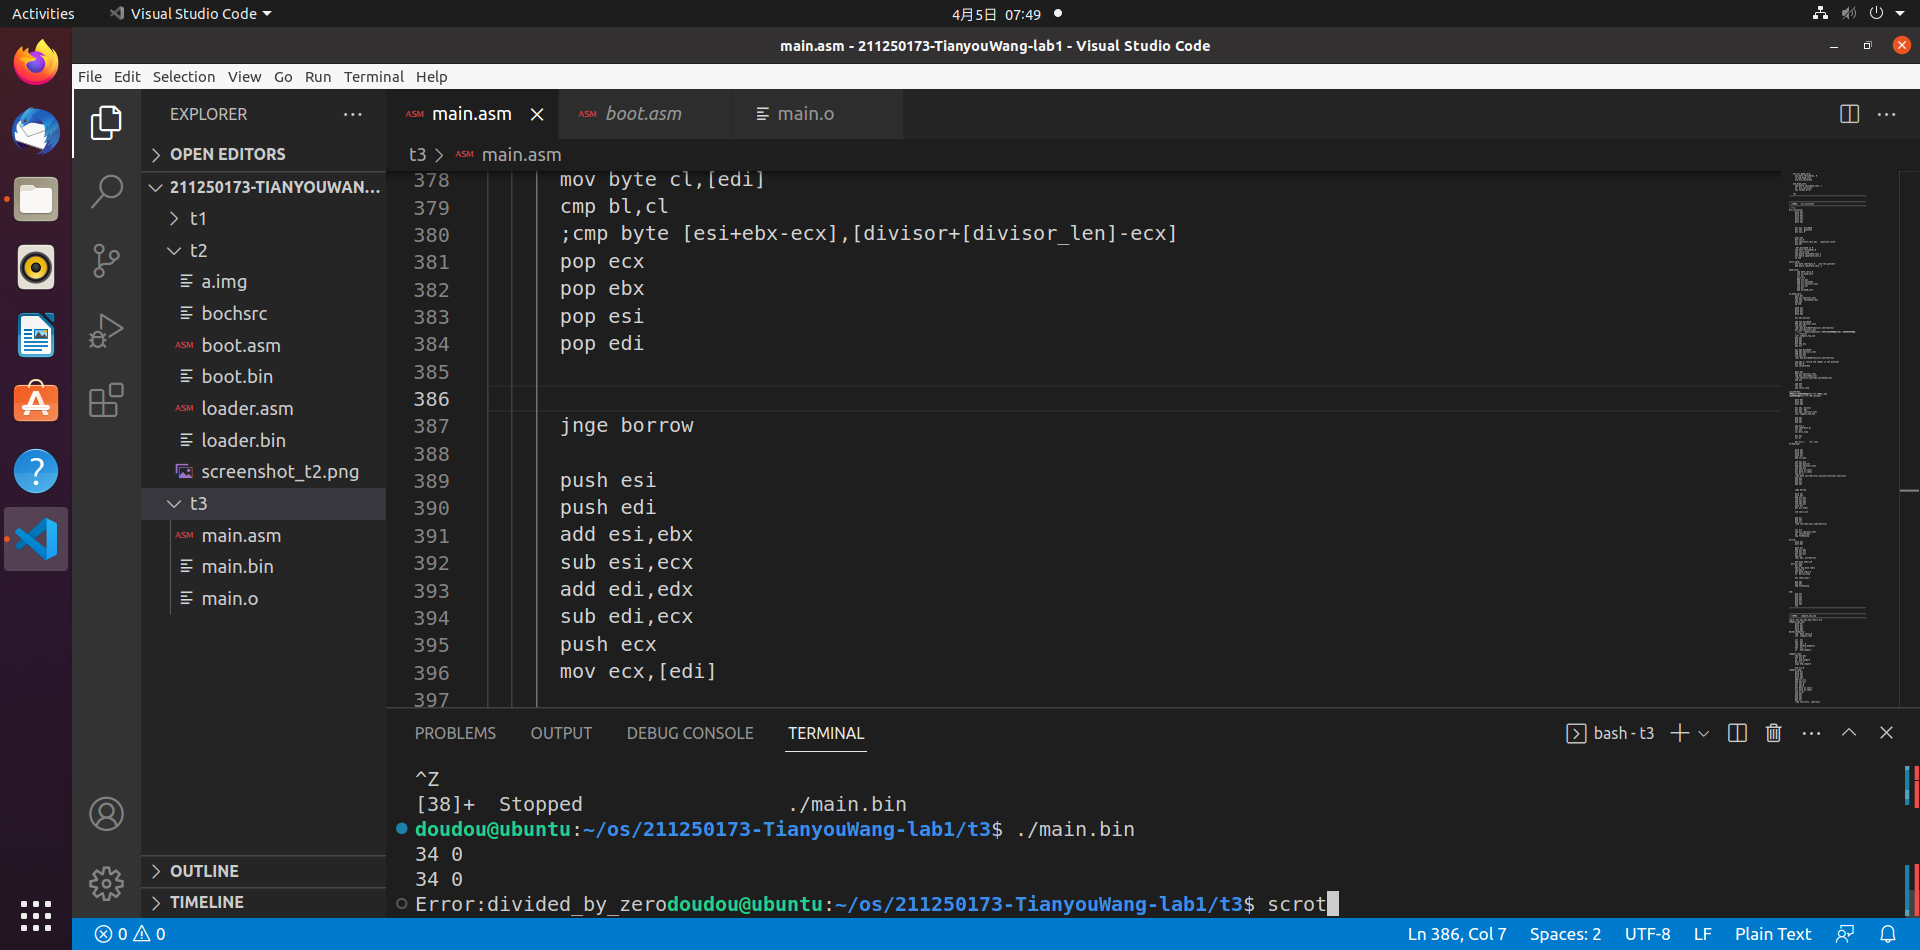 Activities Visual Studio Code 4月5日 07:49
main.asm - 211250173-TianyouWang-lab1 - Visual Studio Code
File Edit Selection View Go Run Terminal Help
EXPLORER
OPEN EDITORS
211250173-TIANYOUWAN...
t1
t2
a.img
bochsrc
ASM boot.asm
boot.bin
ASM loader.asm
loader.bin
screenshot_t2.png
t3
ASM main.asm
main.bin
main.o
OUTLINE
TIMELINE
ASM main.asm ASM boot.asm main.o
t3 ASM main.asm
378 mov byte cl,[edi]
379 cmp bl,cl
380 ;cmp byte [esi+ebx-ecx],[divisor+[divisor_len]-ecx]
381 pop ecx
382 pop ebx
383 pop esi
384 pop edi
385
386
387 jnge borrow
388
389 push esi
390 push edi
391 add esi,ebx
392 sub esi,ecx
393 add edi,edx
394 sub edi,ecx
395 push ecx
396 mov ecx,[edi]
397
PROBLEMS OUTPUT DEBUG CONSOLE TERMINAL bash - t3
^Z
[38]+ Stopped ./main.bin
doudou@ubuntu:~/os/211250173-TianyouWang-lab1/t3$ ./main.bin
34 0
34 0
Error:divided_by_zerodoudou@ubuntu:~/os/211250173-TianyouWang-lab1/t3$ scrot
0 0 Ln 386, Col 7 Spaces: 2 UTF-8 LF Plain Text